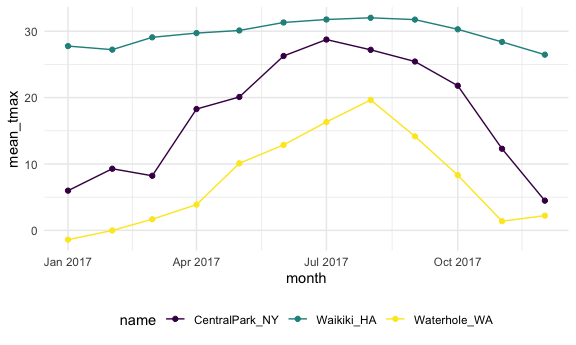 mean_tmax
30
20
10
0
Jan 2017 Apr 2017 Jul 2017 Oct 2017
month
name CentralPark_NY Waikiki_HA Waterhole_WA